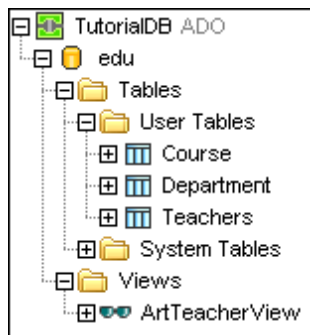 TutorialDB ADO
edu
Tables
User Tables
Course
Department
Teachers
System Tables
Views
ArtTeacherView